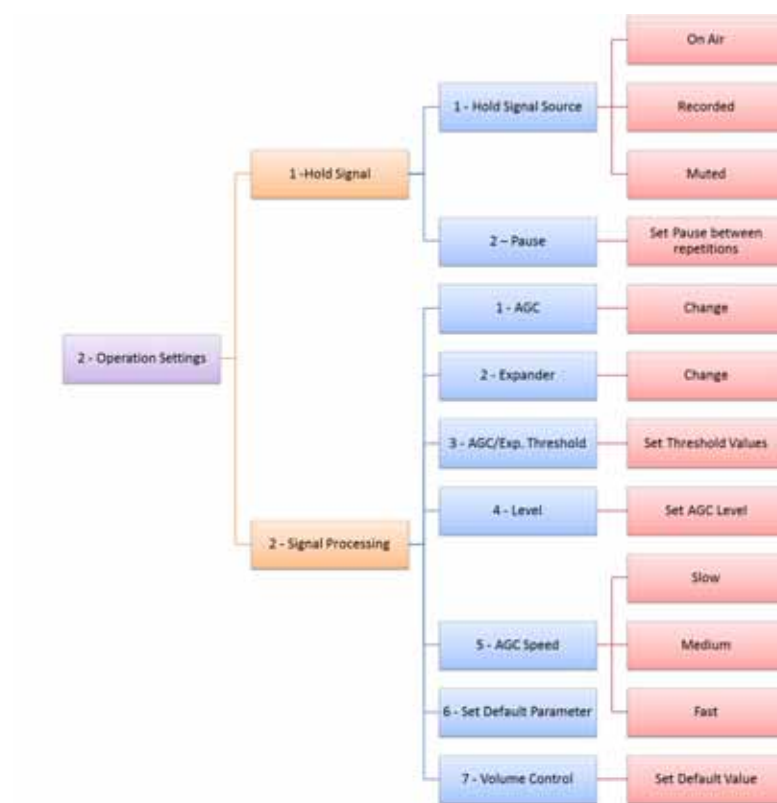 On Air
1 - Hold Signal Source
Recorded
1 -Hold Signal
Muted
2 – Pause
Set Pause between
repetitions
1 - AGC
Change
2 - Operation Settings
2 - Expander
Change
3 - AGC/Exp. Threshold
Set Threshold Values
4 - Level
Set AGC Level
2 - Signal Processing
Slow
5 - AGC Speed
Medium
6 - Set Default Parameter
Fast
7 - Volume Control
Set Default Value